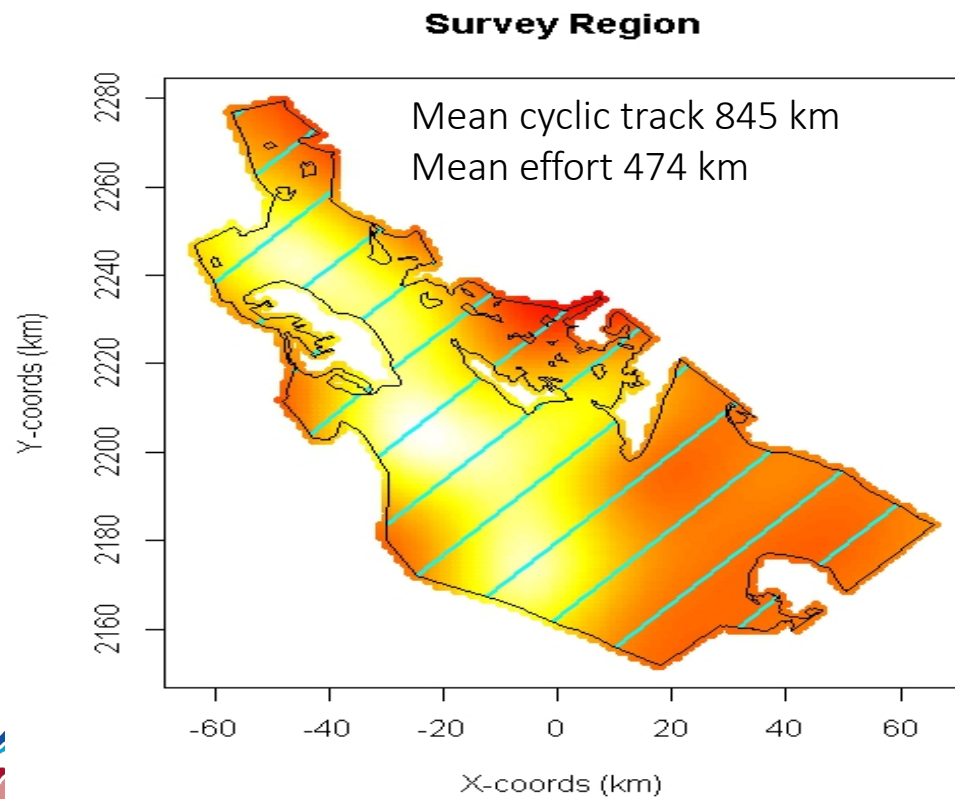 Survey Region
Mean cyclic track 845 km
Mean effort 474 km
Y-coords (km)
2280
2260
2240
2220
2200
2180
2160
-60
-40
-20
0
20
40
60
X-coords (km)